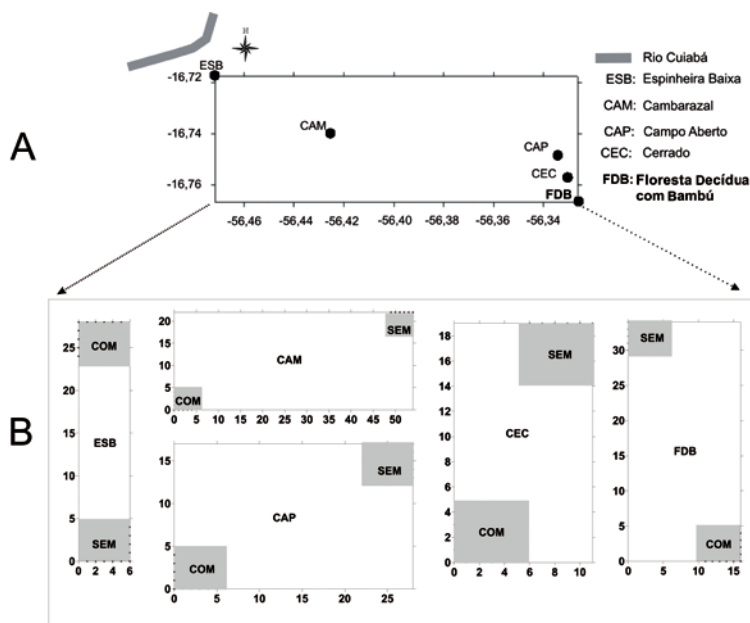 A
N
ESB
-16,72
-16,74
-16,76
CAM
CAP
CEC
FDB
-56,46 -56,44 -56,42 -56,40 -56,38 -56,36 -56,34
Rio Cuiabá
ESB: Espinheira Baixa
CAM: Cambarazal
CAP: Campo Aberto
CEC: Cerrado
FDB: Floresta Decídua
com Bambú
B
25
20
15
10
5
0
COM
ESB
SEM
0 2 4 6
20
15
10
5
0
SEM
CAM
COM
0 5 10 15 20 25 30 35 40 45 50
15
10
5
0
SEM
CAP
COM
0 5 10 15 20 25
18
16
14
12
10
8
6
4
2
0
SEM
CEC
COM
0 2 4 6 8 10
30
25
20
15
10
5
0
SEM
FDB
COM
0 5 10 15